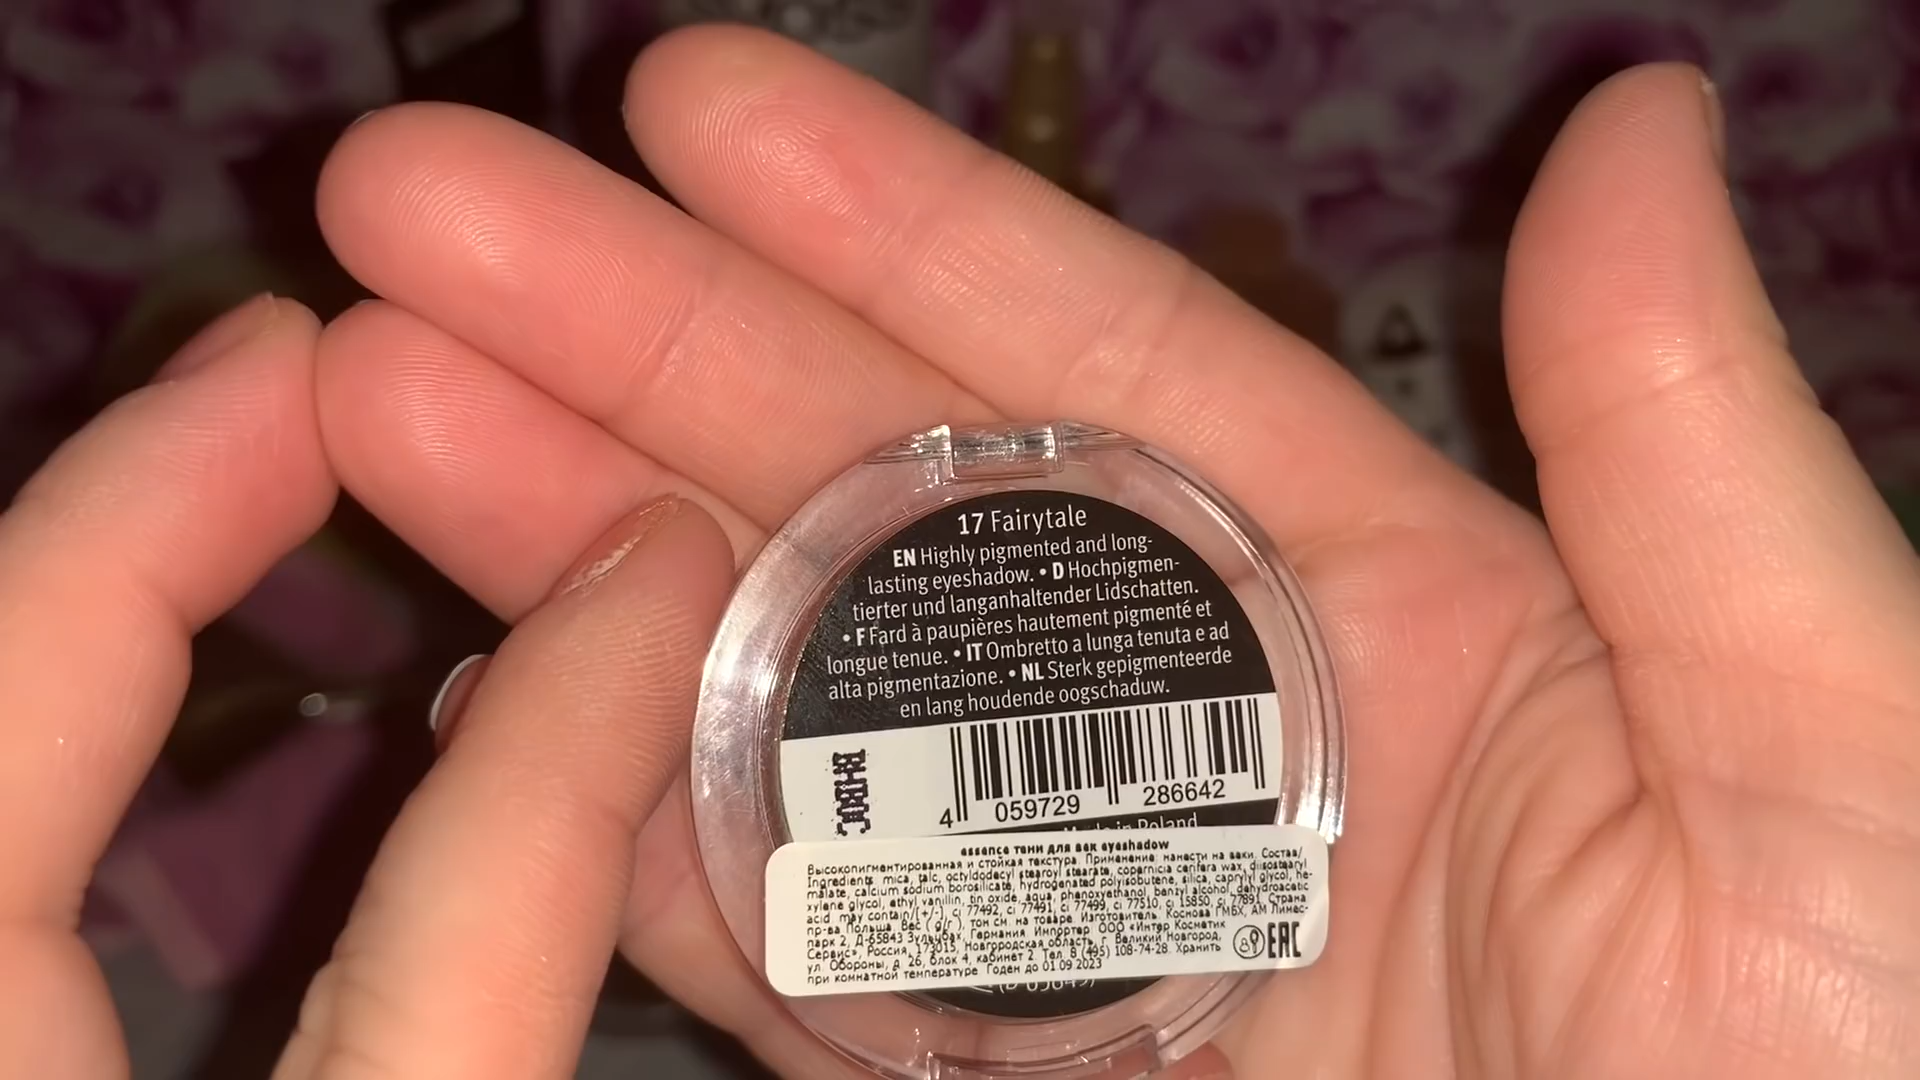 17 Fairytale
EN Highly pigmented and long-
lasting eyeshadow. • D Hochpigmen-
tierter und langanhaltender Lidschatten.
• F Fard à paupières hautement pigmenté et
longue tenue. • IT Ombretto a lunga tenuta e ad
alta pigmentazione. • NL Sterk gepigmenteerde
en lang houdende oogschaduw.
4 059729 286642
Made in Poland
essence тени для век eyeshadow
Высокопигментированная и стойкая текстура. Применение: нанести на веки. Состав/
Ingredients: mica, talc, octyldodecyl stearoyl stearate, copernicia cerifera wax, diisostearyl
malate, calcium sodium borosilicate, hydrogenated polyisobutene, silica, caprylyl glycol, he-
xylene glycol, ethyl vanillin, tin oxide, aqua, phenoxyethanol, benzyl alcohol, dehydroacetic
acid. may contain/[+/-], ci 77492, ci 77491, ci 77499, ci 77510, ci 15850, ci 77891. Страна
пр-ва Польша. Вес (g/г), тон см. на товаре. Изготовитель: Коснова ГМБХ, АМ Лимес-
парк 2, Д-65843 Зульцбах, Германия. Импортер: ООО «Интер Косметик
Сервис», Россия, 173015, Новгородская область, г. Великий Новгород,
ул. Обороны, д. 26, блок 4, кабинет 2. Тел. 8 (495) 108-74-28. Хранить
при комнатной температуре. Годен до 01.09.2023
EAC